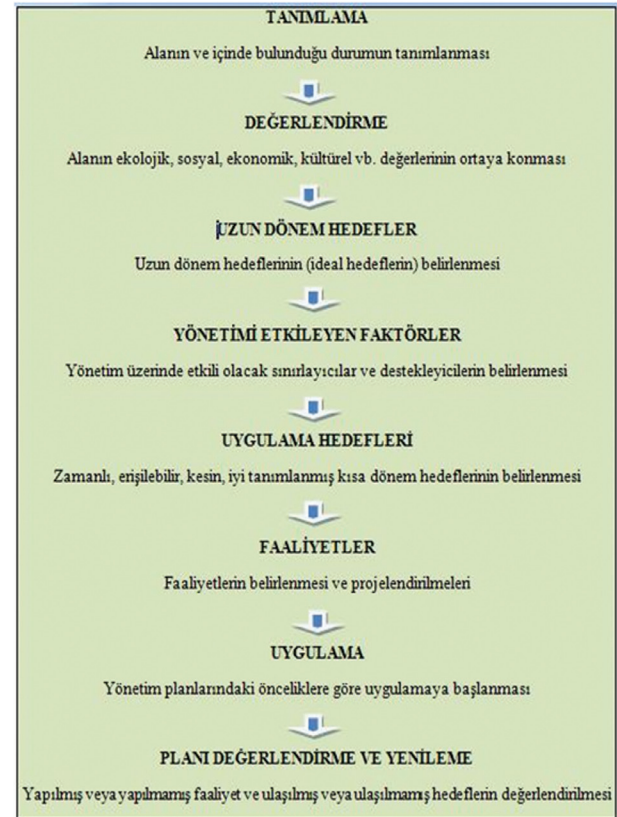 TANIMLAMA
Alanın ve içinde bulunduğu durumun tanımlanması
DEĞERLENDİRME
Alanın ekolojik, sosyal, ekonomik, kültürel vb. değerlerinin ortaya konması
UZUN DÖNEM HEDEFLER
Uzun dönem hedeflerinin (ideal hedeflerin) belirlenmesi
YÖNETİMİ ETKİLEYEN FAKTÖRLER
Yönetim üzerinde etkili olacak sınırlayıcılar ve destekleyicilerin belirlenmesi
UYGULAMA HEDEFLERİ
Zamanlı, erişilebilir, kesin, iyi tanımlanmış kısa dönem hedeflerinin belirlenmesi
FAALİYETLER
Faaliyetlerin belirlenmesi ve projelendirilmeleri
UYGULAMA
Yönetim planlarındaki önceliklere göre uygulamaya başlanması
PLANI DEĞERLENDİRME VE YENİLEME
Yapılmış veya yapılmamış faaliyet ve ulaşılmış veya ulaşılmamış hedeflerin değerlendirilmesi